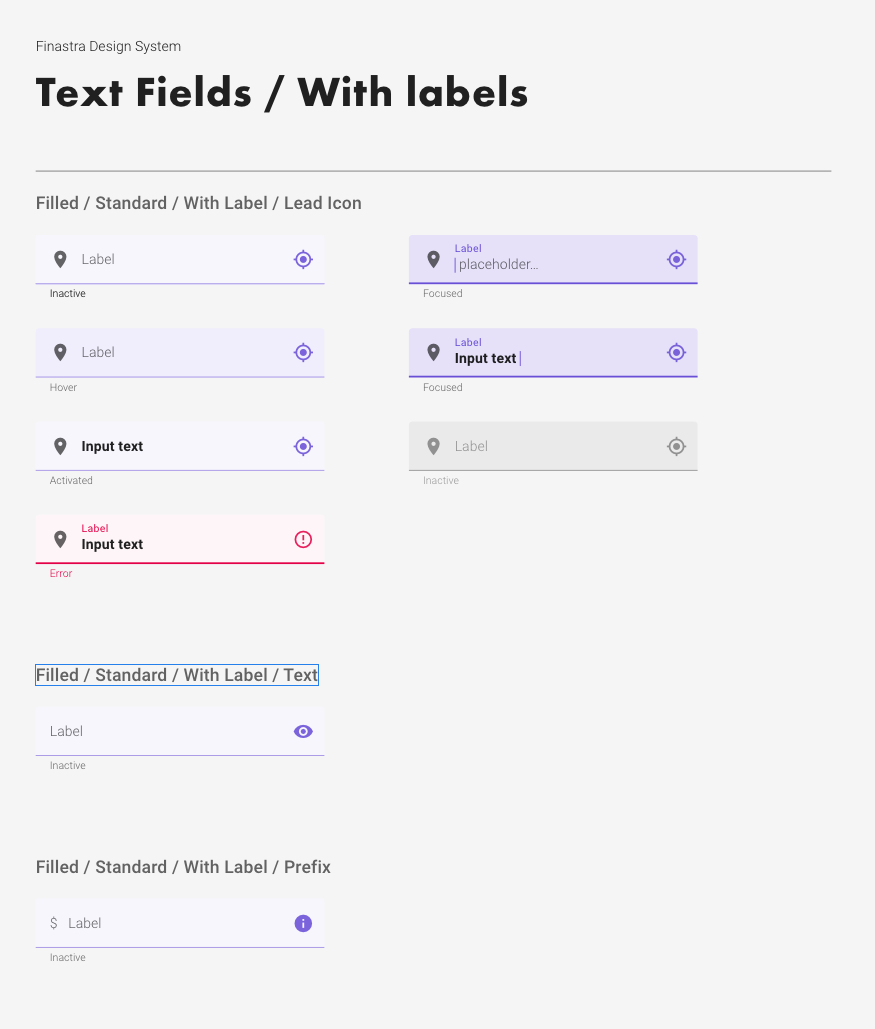 Finastra Design System
Text Fields / With labels
Filled / Standard / With Label / Lead Icon
Label
Inactive
Label
placeholder...
Focused
Label
Hover
Label
Input text
Focused
Input text
Activated
Label
Inactive
Label
Input text
Error
Filled / Standard / With Label / Text
Label
Inactive
Filled / Standard / With Label / Prefix
$ Label
Inactive